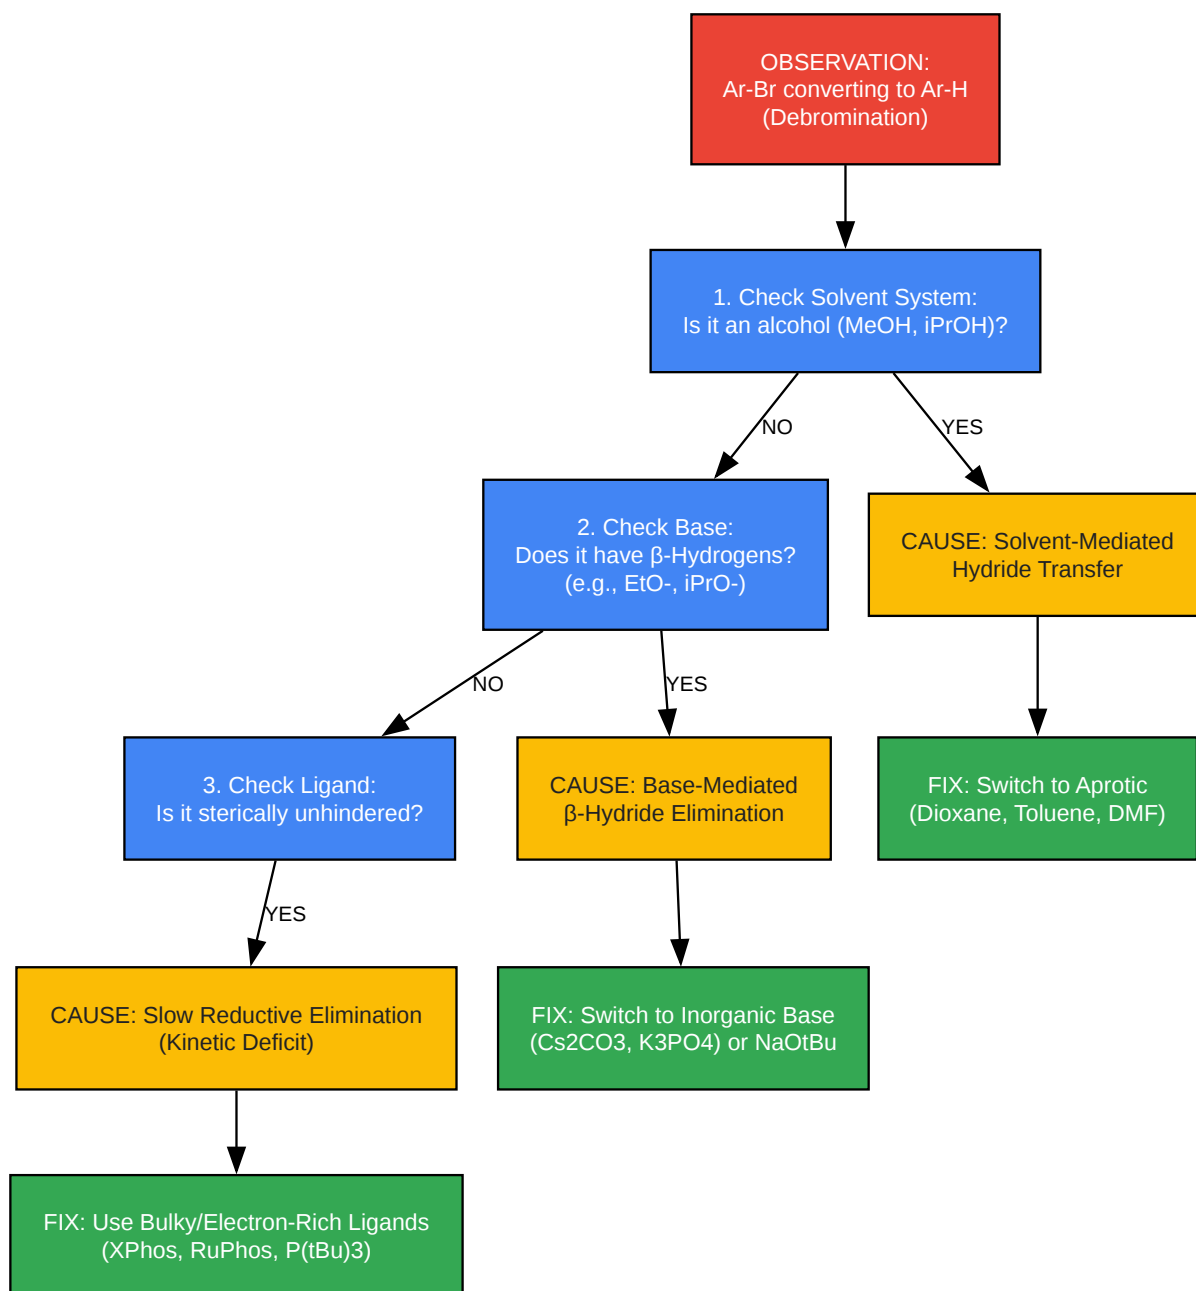 OBSERVATION:
Ar-Br converting to Ar-H
(Debromination)
1. Check Solvent System:
Is it an alcohol (MeOH, iPrOH)?
NO
YES
2. Check Base:
Does it have β-Hydrogens?
(e.g., EtO-, iPrO-)
CAUSE: Solvent-Mediated
Hydride Transfer
NO
YES
3. Check Ligand:
Is it sterically unhindered?
CAUSE: Base-Mediated
β-Hydride Elimination
FIX: Switch to Aprotic
(Dioxane, Toluene, DMF)
YES
CAUSE: Slow Reductive Elimination
(Kinetic Deficit)
FIX: Switch to Inorganic Base
(Cs2CO3, K3PO4) or NaOtBu
FIX: Use Bulky/Electron-Rich Ligands
(XPhos, RuPhos, P(tBu)3)